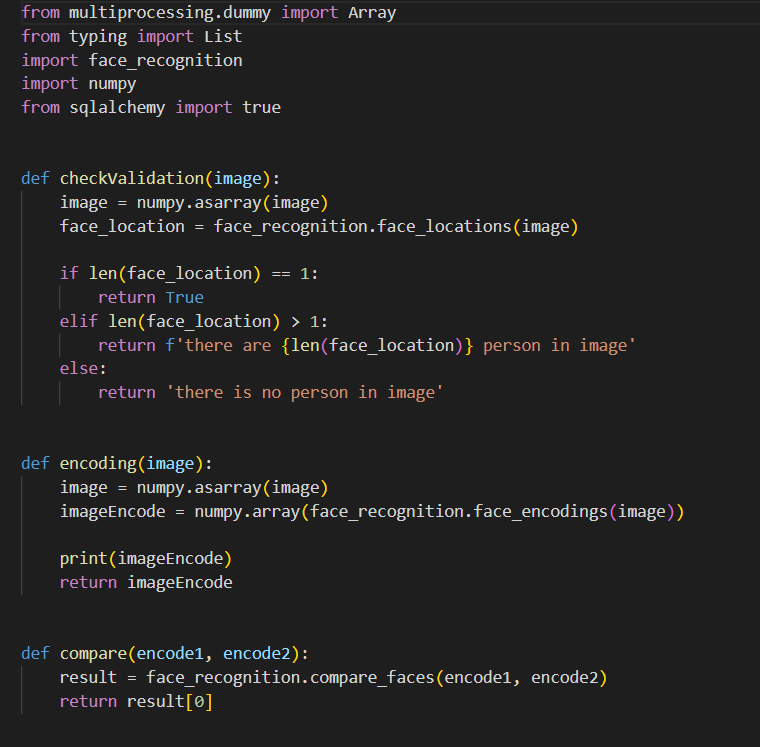 from multiprocessing.dummy import Array
from typing import List
import face_recognition
import numpy
from sqlalchemy import true
def checkValidation(image):
    image = numpy.asarray(image)
    face_location = face_recognition.face_locations(image)
    if len(face_location) == 1:
        return True
    elif len(face_location) > 1:
        return f'there are {len(face_location)} person in image'
    else:
        return 'there is no person in image'
def encoding(image):
    image = numpy.asarray(image)
    imageEncode = numpy.array(face_recognition.face_encodings(image))
    print(imageEncode)
    return imageEncode
def compare(encode1, encode2):
    result = face_recognition.compare_faces(encode1, encode2)
    return result[0]